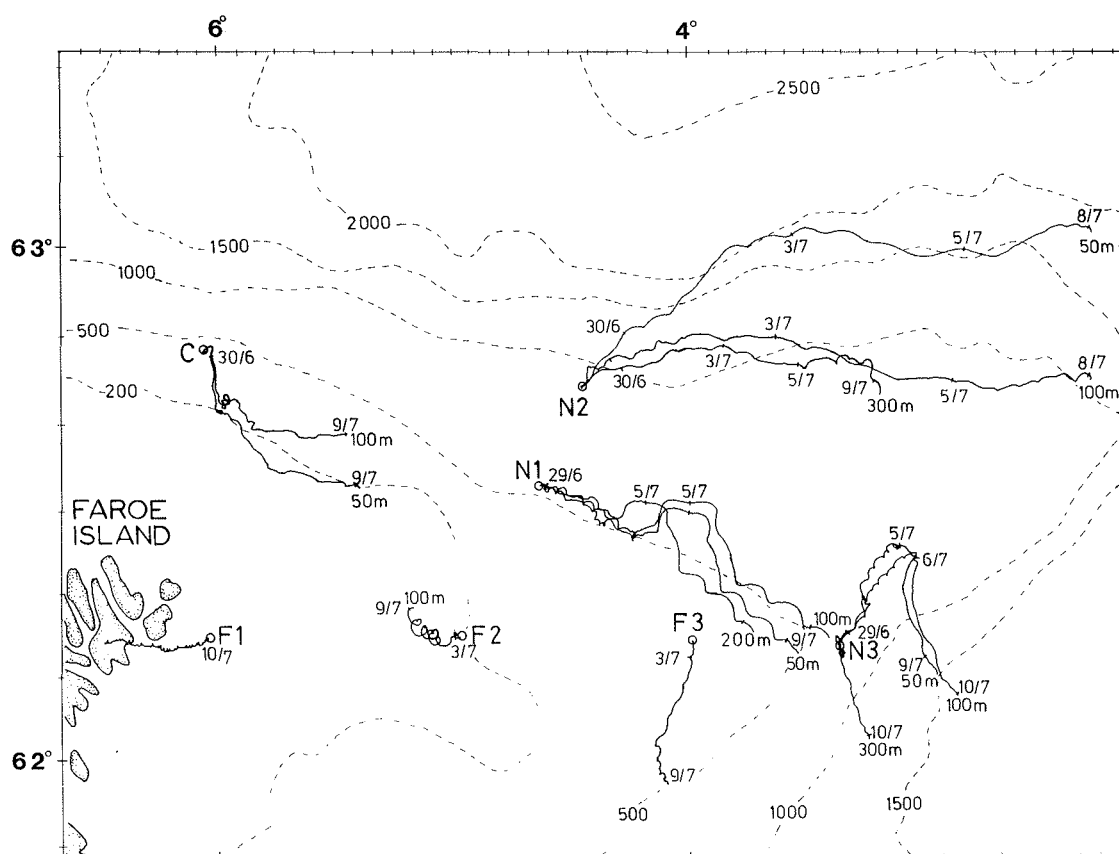 6° 4°
2500
2000
63°
1500
1000
500
200
8/7
50m
3/7
5/7
30/6
3/7
C 30/6
N2
30/6
3/7
5/7
9/7
300m
5/7
8/7
100m
9/7
100m
9/7
50m
N1 29/6
5/7
5/7
FAROE
ISLAND
5/7
6/7
100m
9/7
F1
10/7
F2
3/7
F3
3/7
200m
9/7
50m
100m
29/6
N3
9/7
50m
10/7
100m
10/7
300m
62°
9/7
500
1000
1500